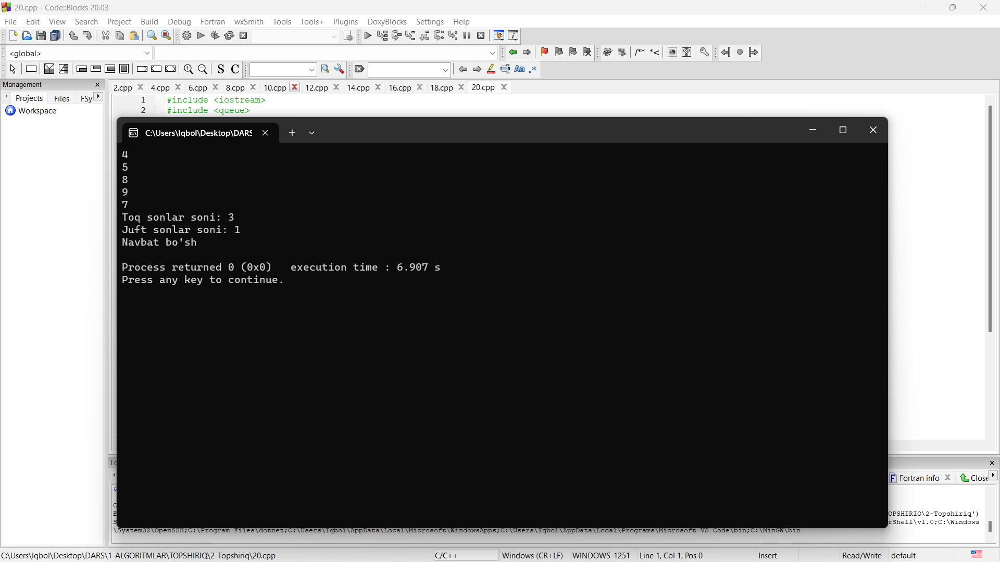 20.cpp - Code::Blocks 20.03
File Edit View Search Project Build Debug Fortran wxSmith Tools Tools+ Plugins DoxyBlocks Settings Help
<global>
/** *<
S C
Aa .*
Management
2.cpp 4.cpp 6.cpp 8.cpp 10.cpp 12.cpp 14.cpp 16.cpp 18.cpp 20.cpp
Projects Files FSy
Workspace
1 #include <iostream>
2 #include <queue>
C:\Users\Iqbol\Desktop\DARS
4
5
8
9
7
Toq sonlar soni: 3
Juft sonlar soni: 1
Navbat bo'sh
Process returned 0 (0x0) execution time : 6.907 s
Press any key to continue.
Fortran info Close
OPSHIRIQ\2-Topshiriq')
rShell\v1.0;C:\Windows
\System32\OpenSSH;C:\Program Files\dotnet;C:\Users\Iqbol\AppData\Local\Microsoft\WindowsApps;C:\Users\Iqbol\AppData\Local\Programs\Microsoft VS Code\bin;C:\MinGW\bin
C:\Users\Iqbol\Desktop\DARS\1-ALGORITMLAR\TOPSHIRIQ\2-Topshiriq\20.cpp C/C++ Windows (CR+LF) WINDOWS-1251 Line 1, Col 1, Pos 0 Insert Read/Write default